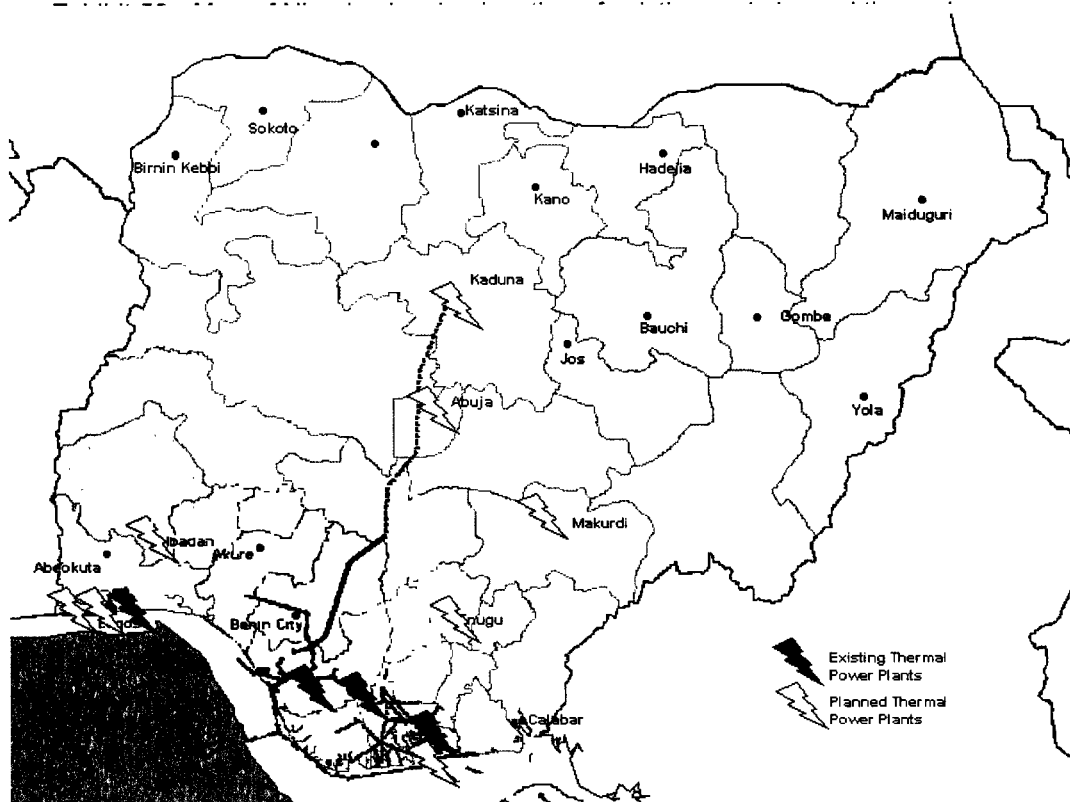 Katsina
Sokoto
Birnin Kebbi
Hadejia
Kano
Maiduguri
Kaduna
Gombe
Bauchi
Jos
Abuja
Yola
Makurdi
Ibadan
Akure
Abeokuta
Benin City
nugu
Existing Thermal
Power Plants
Planned Thermal
Power Plants
Calabar